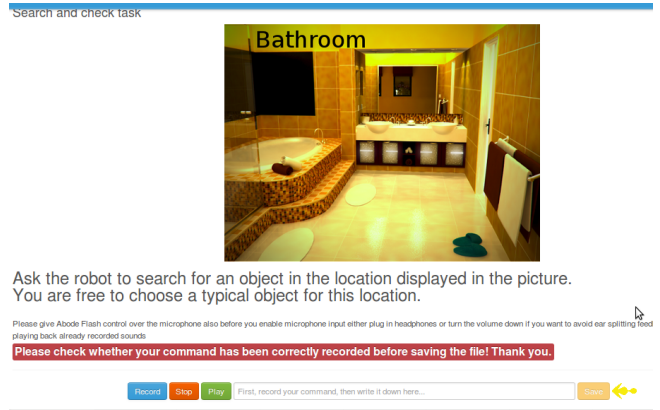 Search and check task
Bathroom
Ask the robot to search for an object in the location displayed in the picture.
You are free to choose a typical object for this location.
Please give Abode Flash control over the microphone also before you enable microphone input either plug in headphones or turn the volume down if you want to avoid ear splitting feed
playing back already recorded sounds
Please check whether your command has been correctly recorded before saving the file! Thank you.
Record Stop Play First, record your command, then write it down here... Save